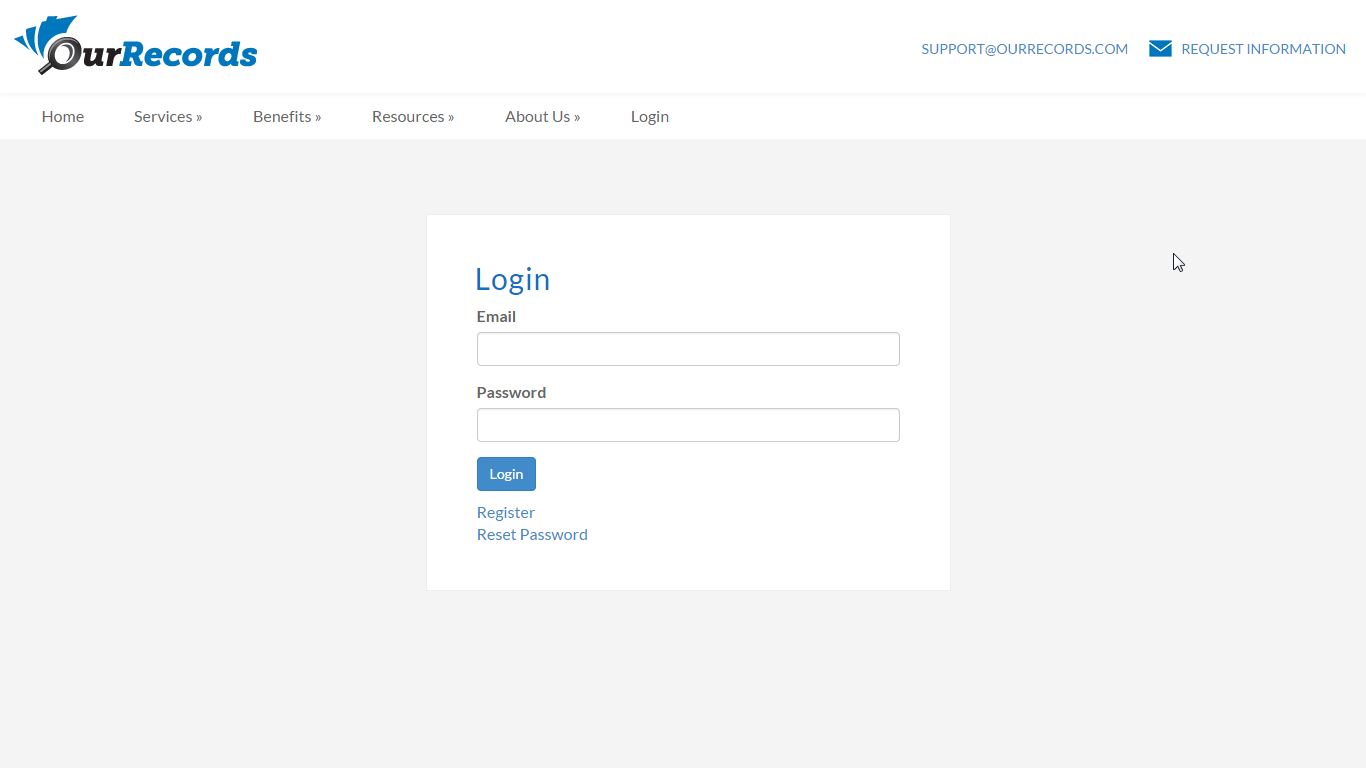 OurRecords
SUPPORT@OURRECORDS.COM REQUEST INFORMATION
Home Services » Benefits » Resources » About Us » Login
Login
Email
Password
Login
Register
Reset Password